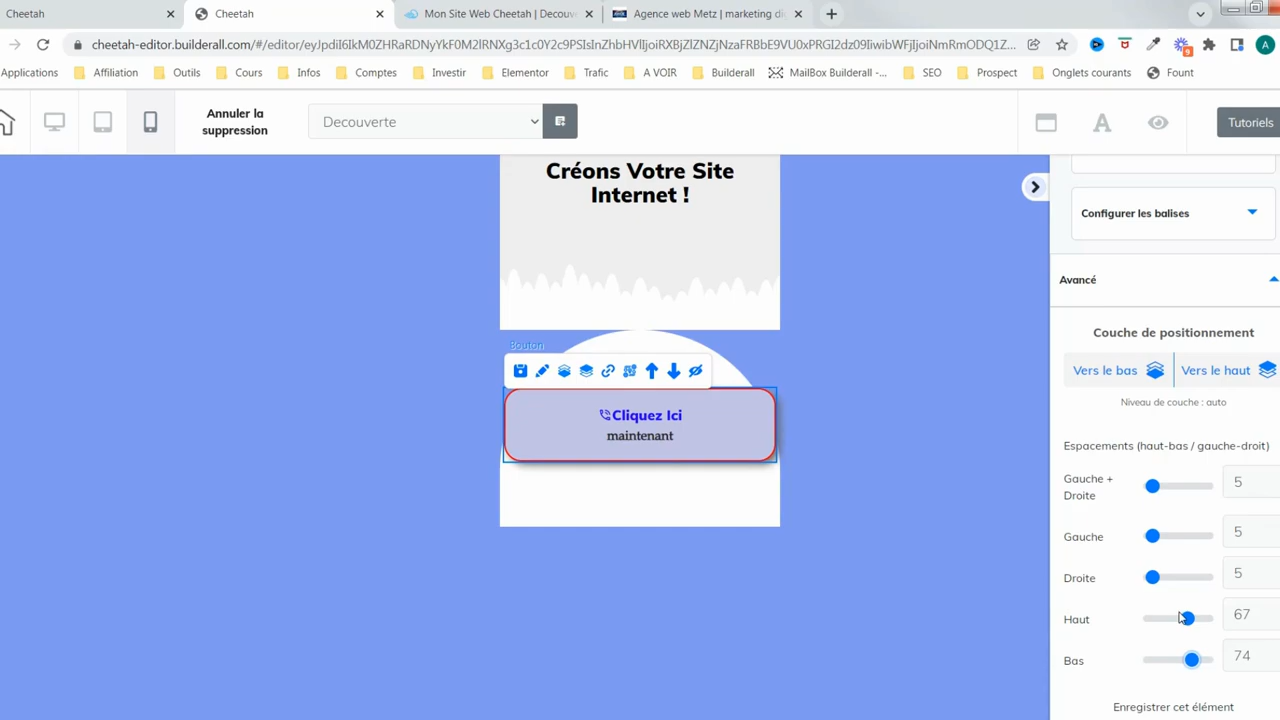 Cheetah
Cheetah
Mon Site Web Cheetah | Decouve
Agence web Metz | marketing di
cheetah-editor.builderall.com/#/editor/
Applications
Affiliation
Outils
Cours
Infos
Comptes
Investir
Elementor
Trafic
A VOIR
Builderall
MailBox Builderall -...
SEO
Prospect
Onglets courants
Fount
9
A
Annuler la
suppression
Decouverte
Tutoriels
Créons Votre Site
Internet !
Bouton
Cliquez Ici
maintenant
Configurer les balises
Avancé
Couche de positionnement
Vers le bas
Vers le haut
Niveau de couche : auto
Espacements (haut-bas / gauche-droit)
Gauche +
Droite
5
Gauche
5
Droite
5
Haut
67
Bas
74
Enregistrer cet élément